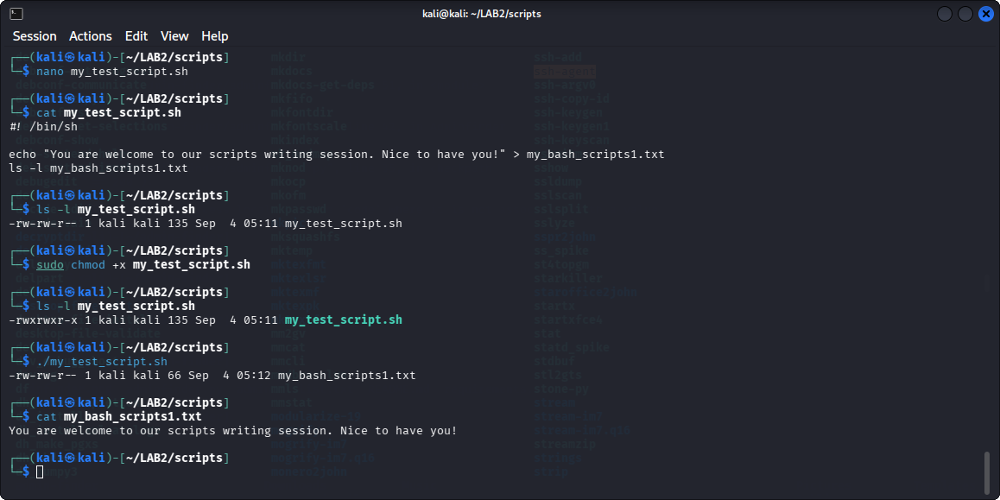 kali@kali: ~/LAB2/scripts
Session Actions Edit View Help
┌──(kali㉿kali)-[~/LAB2/scripts]
└─$ nano my_test_script.sh
┌──(kali㉿kali)-[~/LAB2/scripts]
└─$ cat my_test_script.sh
#! /bin/sh
echo "You are welcome to our scripts writing session. Nice to have you!" > my_bash_scripts1.txt
ls -l my_bash_scripts1.txt
┌──(kali㉿kali)-[~/LAB2/scripts]
└─$ ls -l my_test_script.sh
-rw-rw-r-- 1 kali kali 135 Sep  4 05:11 my_test_script.sh
┌──(kali㉿kali)-[~/LAB2/scripts]
└─$ sudo chmod +x my_test_script.sh
┌──(kali㉿kali)-[~/LAB2/scripts]
└─$ ls -l my_test_script.sh
-rwxrwxr-x 1 kali kali 135 Sep  4 05:11 my_test_script.sh
┌──(kali㉿kali)-[~/LAB2/scripts]
└─$ ./my_test_script.sh
-rw-rw-r-- 1 kali kali 66 Sep  4 05:12 my_bash_scripts1.txt
┌──(kali㉿kali)-[~/LAB2/scripts]
└─$ cat my_bash_scripts1.txt
You are welcome to our scripts writing session. Nice to have you!
┌──(kali㉿kali)-[~/LAB2/scripts]
└─$